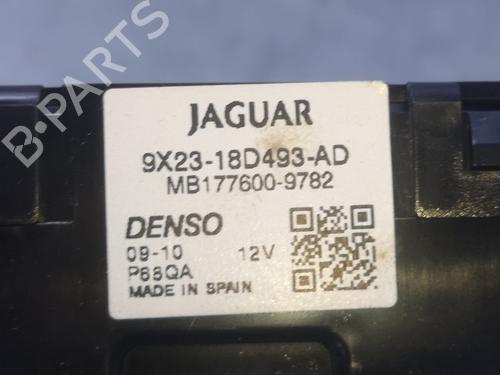 JAGUAR
9X23-18D493-AD
MB177600-9782
DENSO
09-10 12V
P68QA
MADE IN SPAIN
B-PARTS